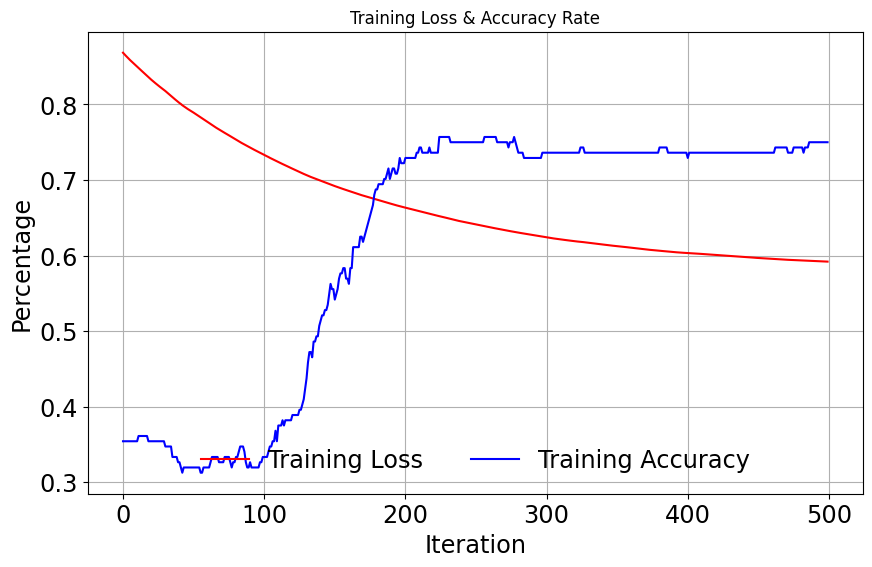 Training Loss & Accuracy Rate
Percentage
0.8
0.7
0.6
0.5
0.4
0.3
Training Loss Training Accuracy
0 100 200 300 400 500
Iteration